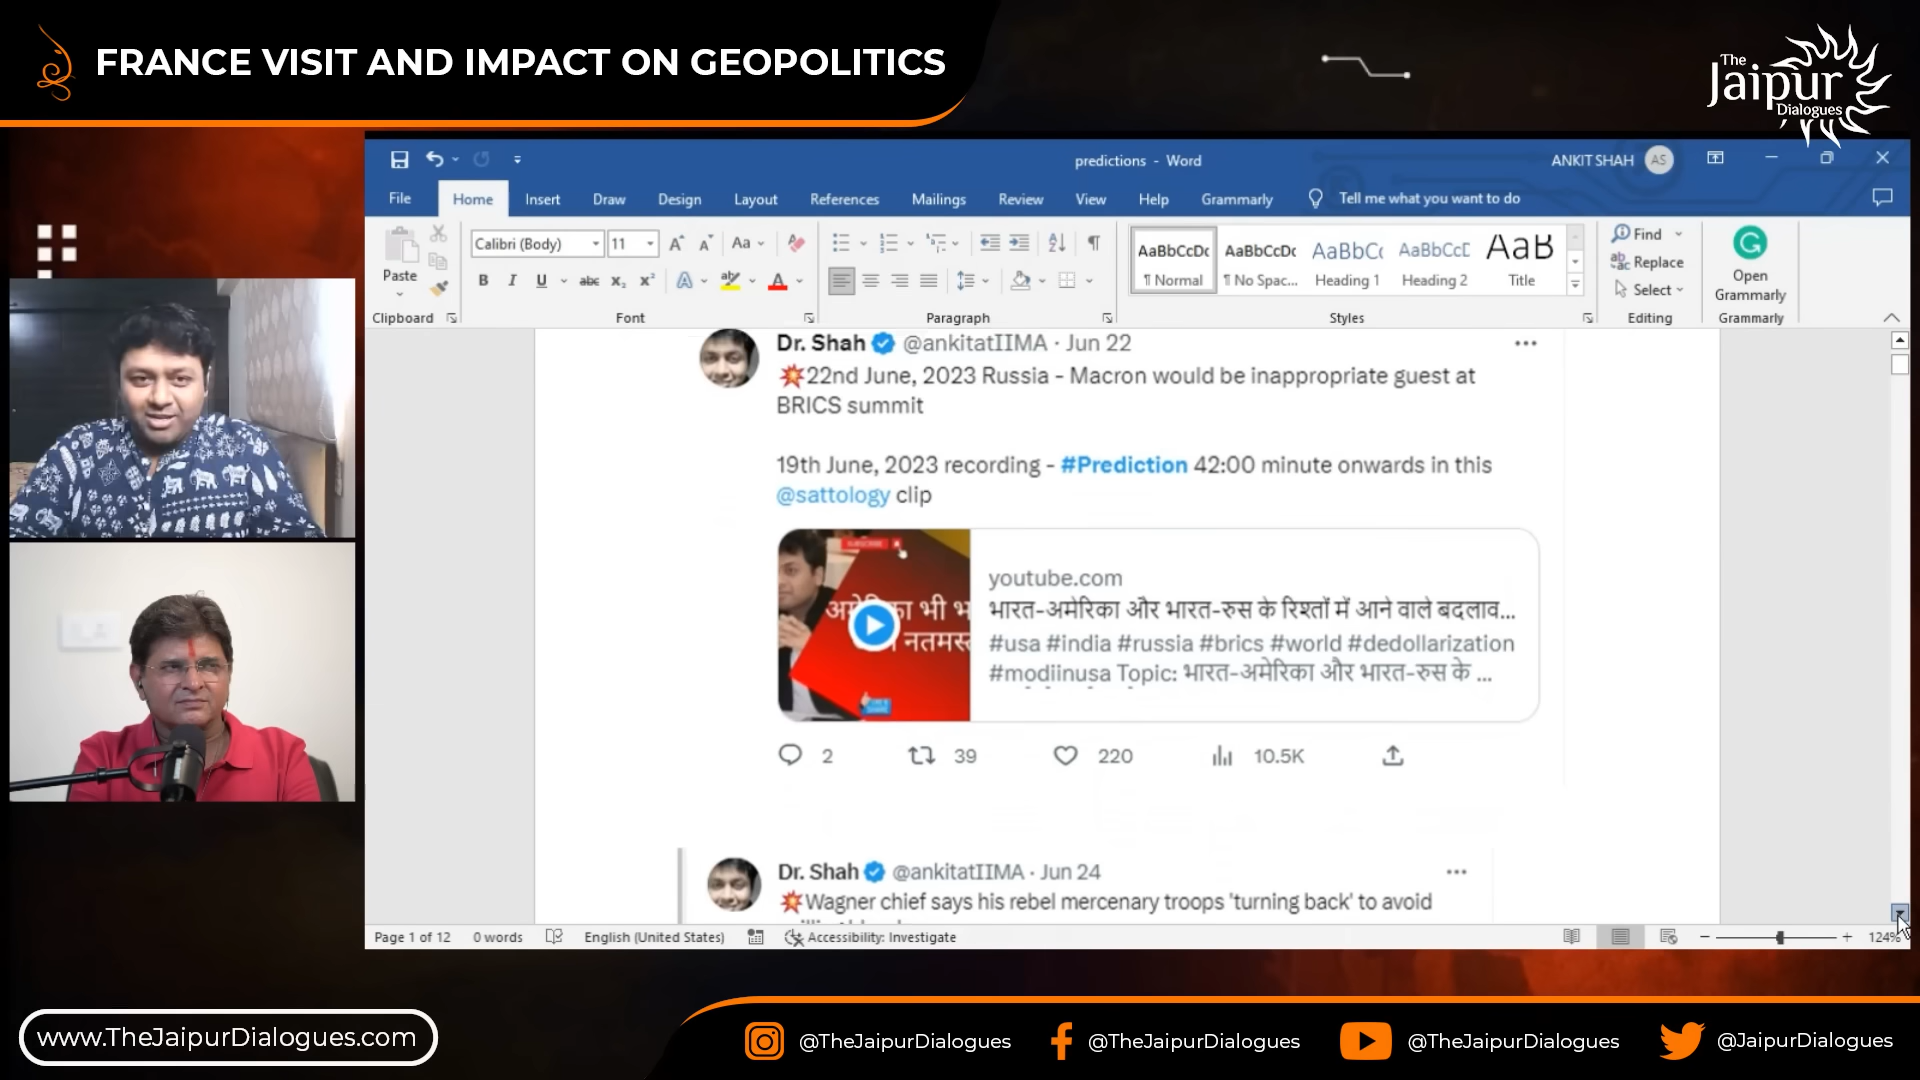 FRANCE VISIT AND IMPACT ON GEOPOLITICS
The
Jaipur
Dialogues
predictions - Word
ANKIT SHAH
AS
File
Home
Insert
Draw
Design
Layout
References
Mailings
Review
View
Help
Grammarly
Tell me what you want to do
Paste
Calibri (Body)
11
Aa
B I U abc x₂ x²
A
AaBbCcDc
¶ Normal
AaBbCcDc
¶ No Spac...
AaBbCc
Heading 1
AaBbCcD
Heading 2
AaB
Title
Find
Replace
Select
Open
Grammarly
Clipboard
Font
Paragraph
Styles
Editing
Grammarly
Dr. Shah @ankitatIIMA · Jun 22
22nd June, 2023 Russia - Macron would be inappropriate guest at
BRICS summit
19th June, 2023 recording - #Prediction 42:00 minute onwards in this
@sattology clip
youtube.com
भारत-अमेरिका और भारत-रुस के रिश्तों में आने वाले बदलाव...
#usa #india #russia #brics #world #dedollarization
#modiinusa Topic: भारत-अमेरिका और भारत-रुस के ...
2
39
220
10.5K
Dr. Shah @ankitatIIMA · Jun 24
Wagner chief says his rebel mercenary troops 'turning back' to avoid
Page 1 of 12
0 words
English (United States)
Accessibility: Investigate
124%
www.TheJaipurDialogues.com
@TheJaipurDialogues
@TheJaipurDialogues
@TheJaipurDialogues
@JaipurDialogues